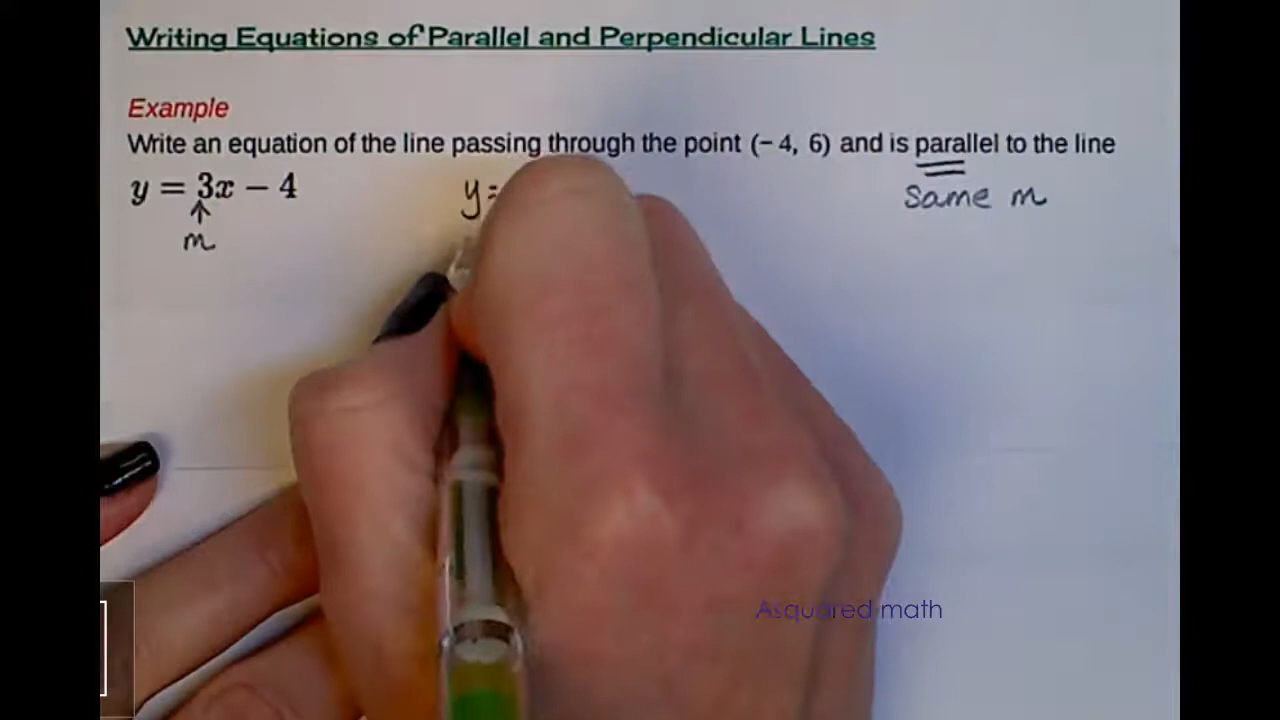 Writing Equations of Parallel and Perpendicular Lines
Example
Write an equation of the line passing through the point (− 4, 6) and is parallel to the line
y = 3x − 4
y=
same m
m
Asquared math